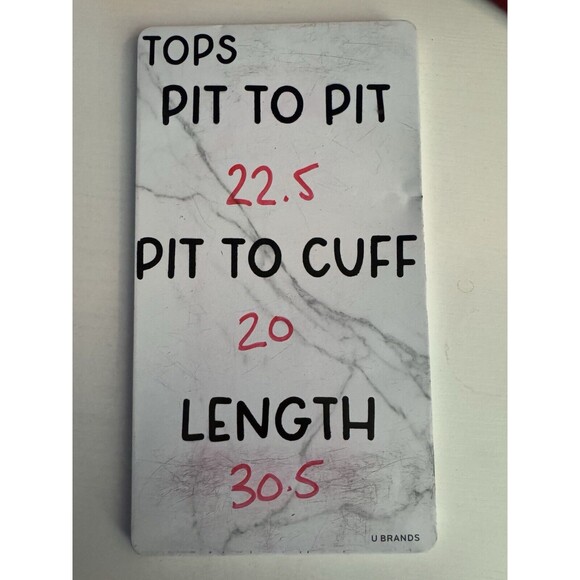 TOPS
PIT TO PIT
22.5
PIT TO CUFF
20
LENGTH
30.5
U BRANDS